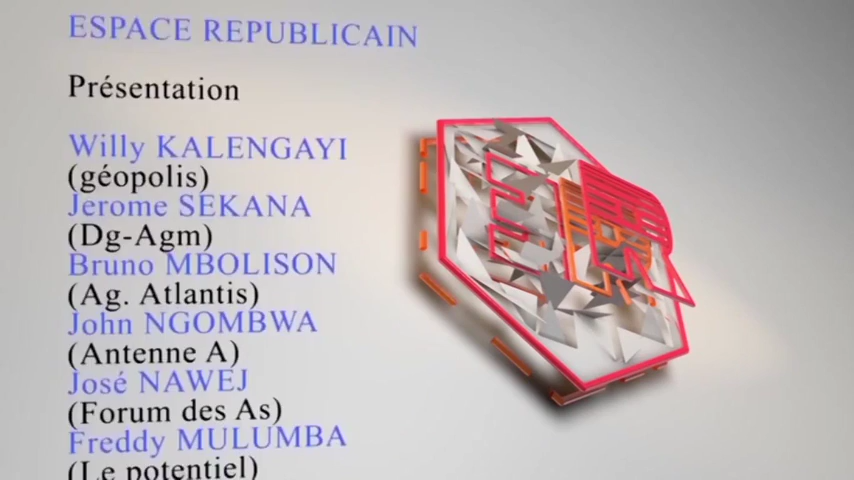 ESPACE REPUBLICAIN
Présentation
Willy KALENGAYI
(géopolis)
Jerome SEKANA
(Dg-Agm)
Bruno MBOLISON
(Ag. Atlantis)
John NGOMBWA
(Antenne A)
José NAWEJ
(Forum des As)
Freddy MULUMBA
(Le potentiel)
ER